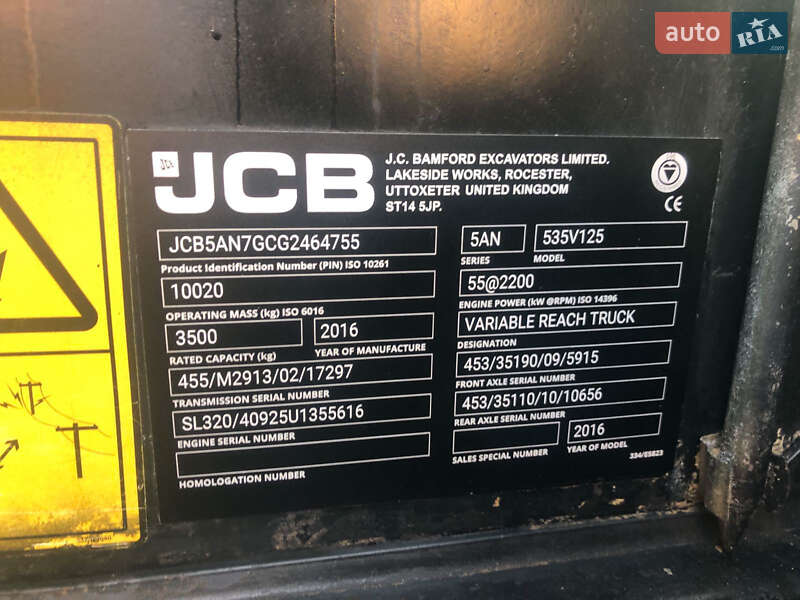 auto RIA .com
JCB
J.C. BAMFORD EXCAVATORS LIMITED.
LAKESIDE WORKS, ROCESTER,
UTTOXETER UNITED KINGDOM
ST14 5JP.
CE
JCB5AN7GCG2464755
Product Identification Number (PIN) ISO 10261
10020
OPERATING MASS (kg) ISO 6016
3500
RATED CAPACITY (kg)
2016
YEAR OF MANUFACTURE
455/M2913/02/17297
TRANSMISSION SERIAL NUMBER
SL320/40925U1355616
ENGINE SERIAL NUMBER
HOMOLOGATION NUMBER
5AN
SERIES
535V125
MODEL
55@2200
ENGINE POWER (kW @RPM) ISO 14396
VARIABLE REACH TRUCK
DESIGNATION
453/35190/09/5915
FRONT AXLE SERIAL NUMBER
453/35110/10/10656
REAR AXLE SERIAL NUMBER
SALES SPECIAL NUMBER
2016
YEAR OF MODEL
334/E5823